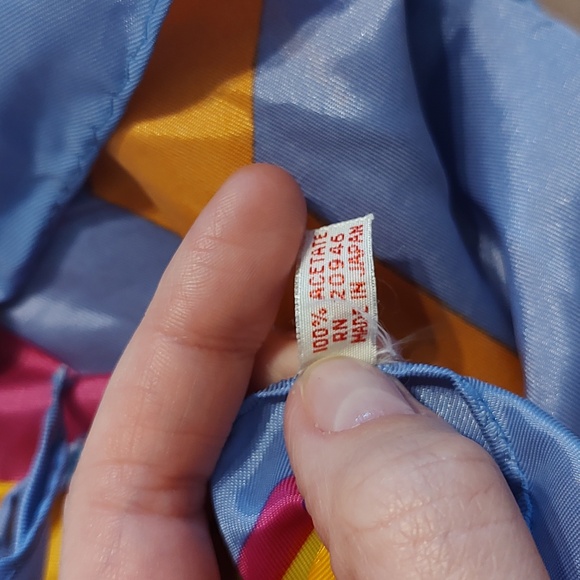 100% ACETATE
RN 20946
MADE IN JAPAN